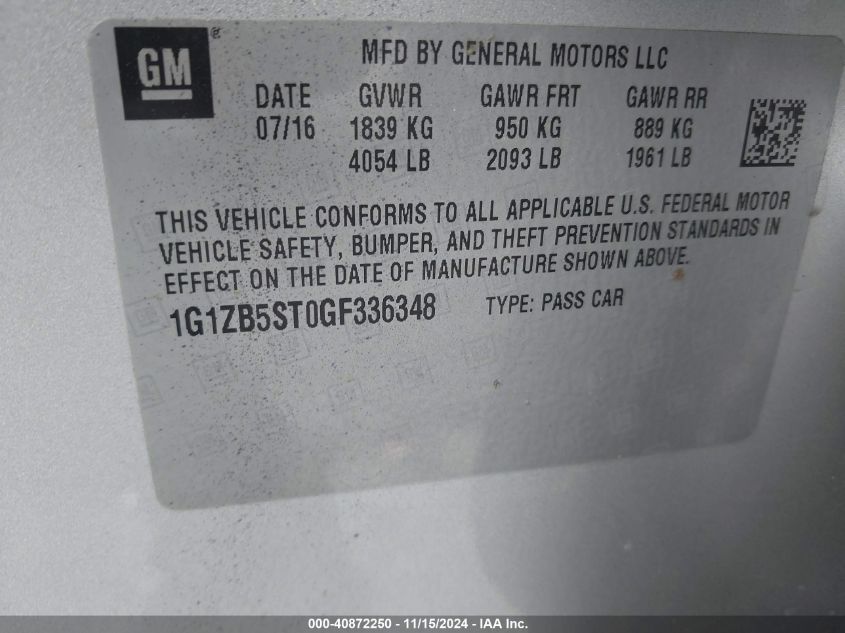 GM®
MFD BY GENERAL MOTORS LLC
DATE GVWR GAWR FRT GAWR RR
07/16 1839 KG 950 KG 889 KG
4054 LB 2093 LB 1961 LB
THIS VEHICLE CONFORMS TO ALL APPLICABLE U.S. FEDERAL MOTOR
VEHICLE SAFETY, BUMPER, AND THEFT PREVENTION STANDARDS IN
EFFECT ON THE DATE OF MANUFACTURE SHOWN ABOVE.
1G1ZB5ST0GF336348 TYPE: PASS CAR
000-40872250 - 11/15/2024 - IAA Inc.